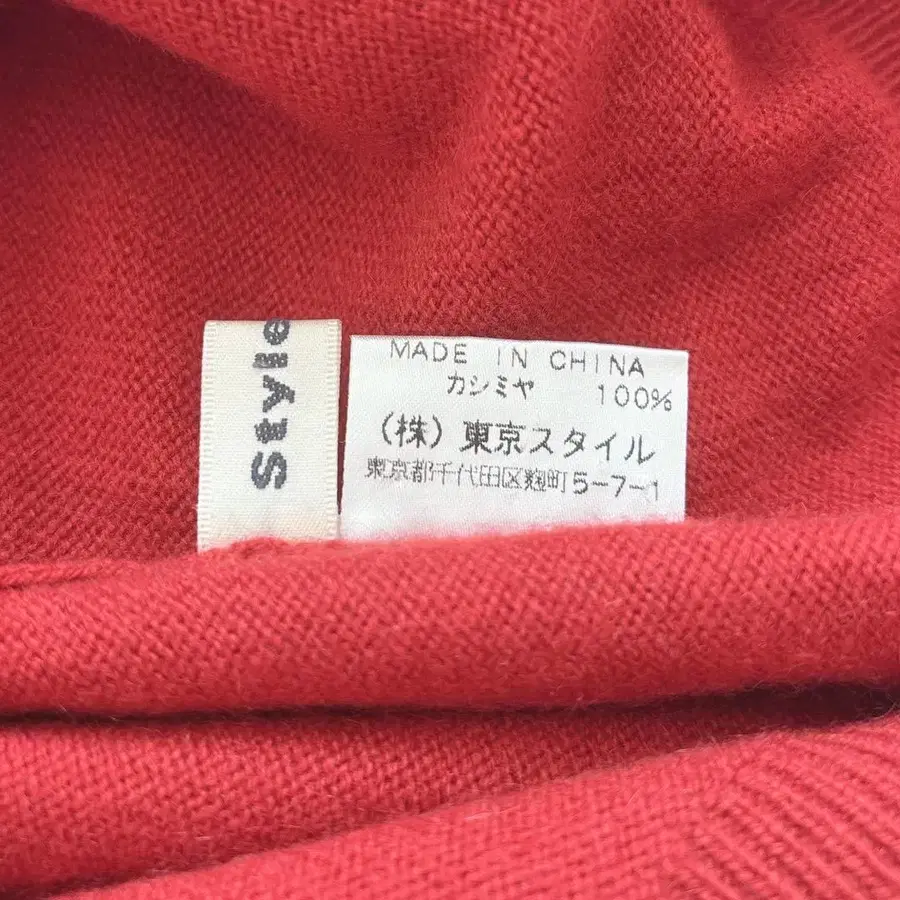 Style
MADE IN CHINA
カシミヤ 100%
(株) 東京スタイル
東京都千代田区麹町5-7-1